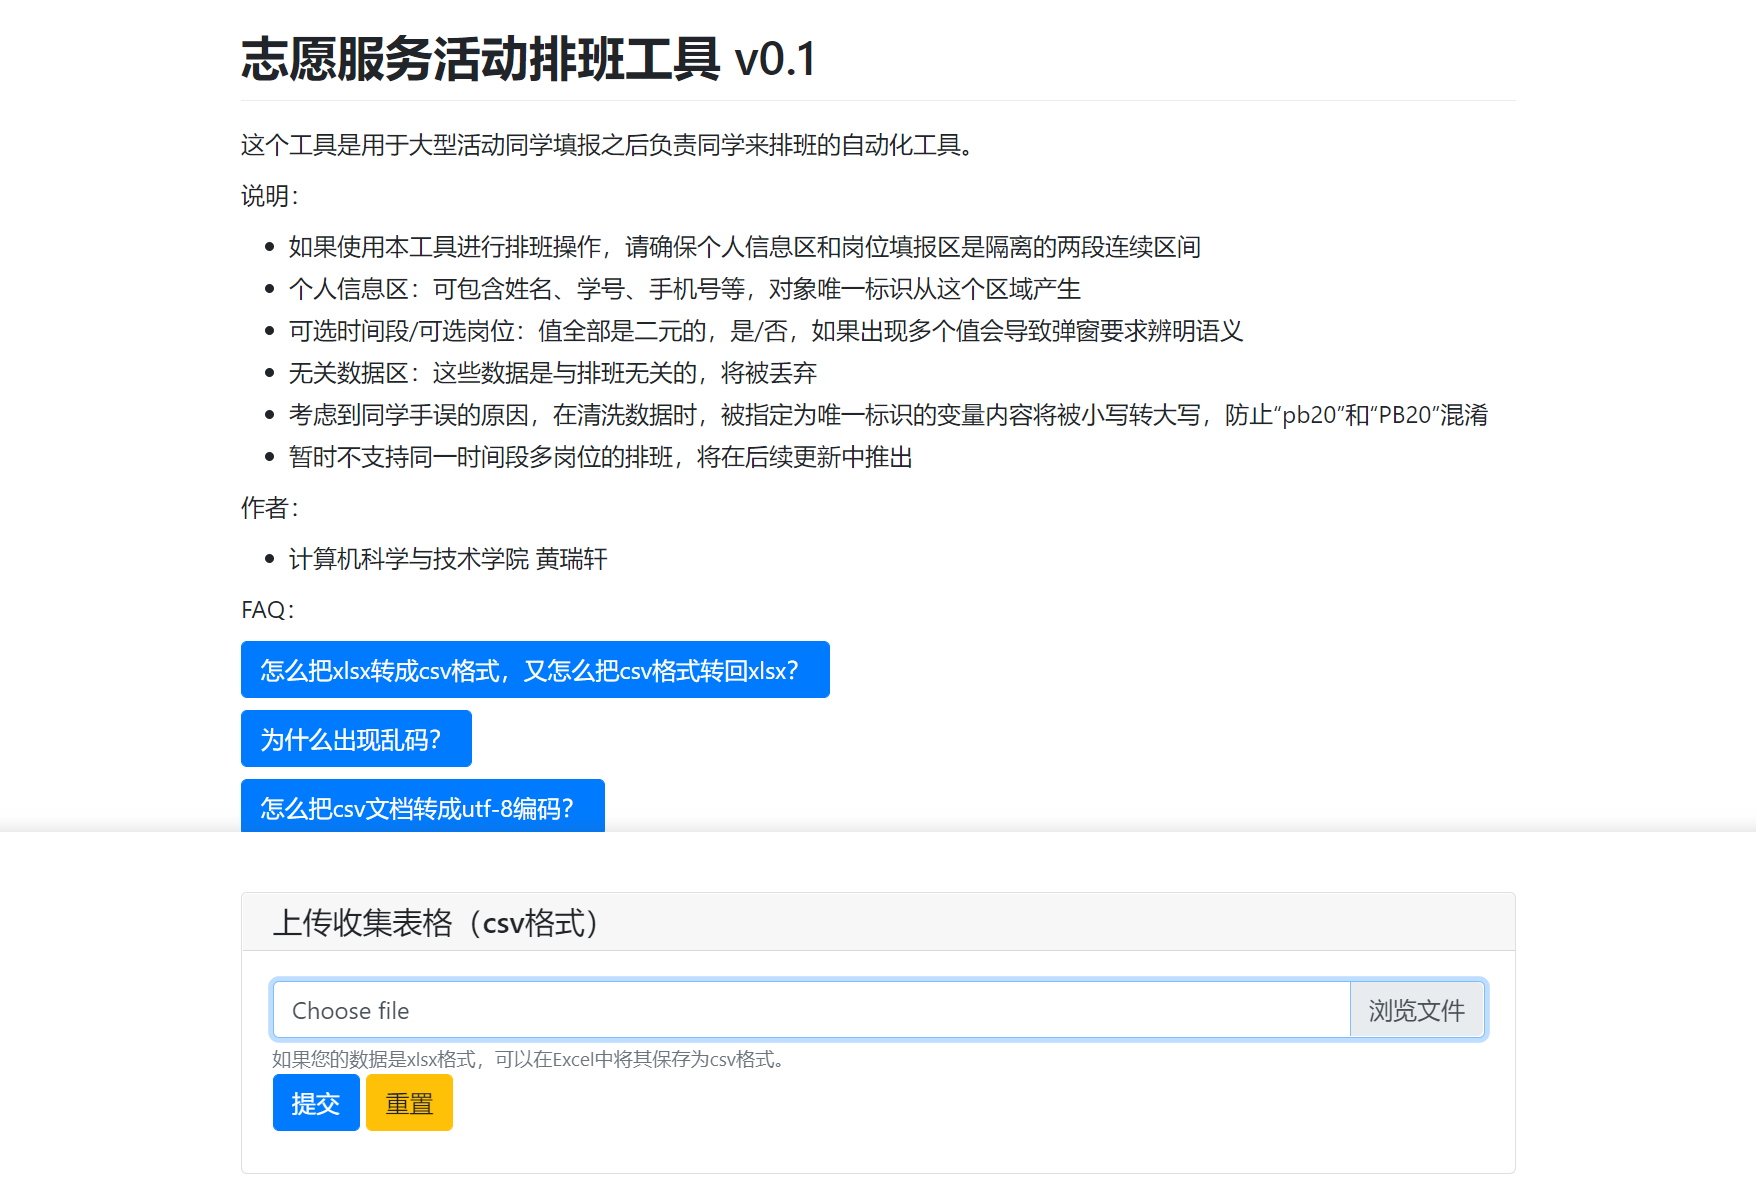 志愿服务活动排班工具 v0.1
这个工具是用于大型活动同学填报之后负责同学来排班的自动化工具。
说明：
如果使用本工具进行排班操作，请确保个人信息区和岗位填报区是隔离的两段连续区间
个人信息区：可包含姓名、学号、手机号等，对象唯一标识从这个区域产生
可选时间段/可选岗位：值全部是二元的，是/否，如果出现多个值会导致弹窗要求辨明语义
无关数据区：这些数据是与排班无关的，将被丢弃
考虑到同学手误的原因，在清洗数据时，被指定为唯一标识的变量内容将被小写转大写，防止“pb20”和“PB20”混淆
暂时不支持同一时间段多岗位的排班，将在后续更新中推出
作者：
计算机科学与技术学院 黄瑞轩
FAQ：
怎么把xlsx转成csv格式，又怎么把csv格式转回xlsx？
为什么出现乱码？
怎么把csv文档转成utf-8编码？
上传收集表格（csv格式）
Choose file 浏览文件
如果您的数据是xlsx格式，可以在Excel中将其保存为csv格式。
提交 重置